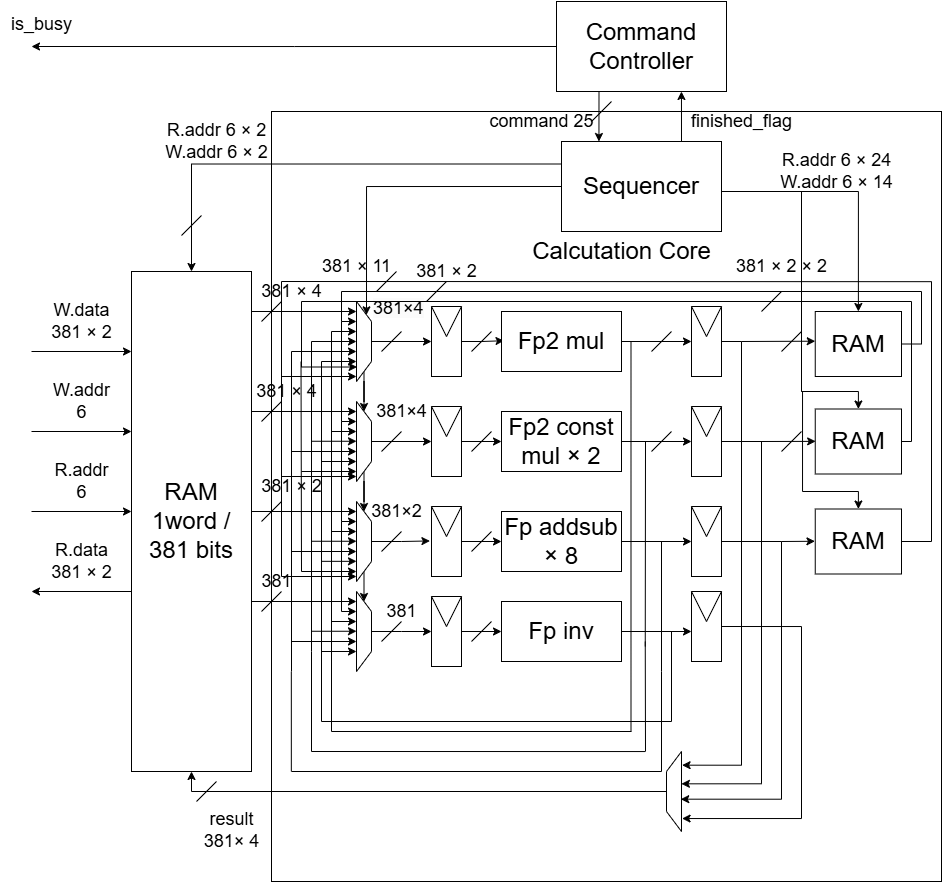 is_busy
Command
Controller
command 25
finished_flag
R.addr 6 × 2
W.addr 6 × 2
Sequencer
R.addr 6 × 24
W.addr 6 × 14
Calcutation Core
381 × 11
381 × 2
381 × 2 × 2
W.data
381 × 2
W.addr
6
R.addr
6
R.data
381 × 2
RAM
1word /
381 bits
381 × 4
381×4
Fp2 mul
RAM
381 × 4
381×4
Fp2 const
mul × 2
RAM
381 × 2
381×2
Fp addsub
× 8
RAM
381
381
Fp inv
result
381× 4